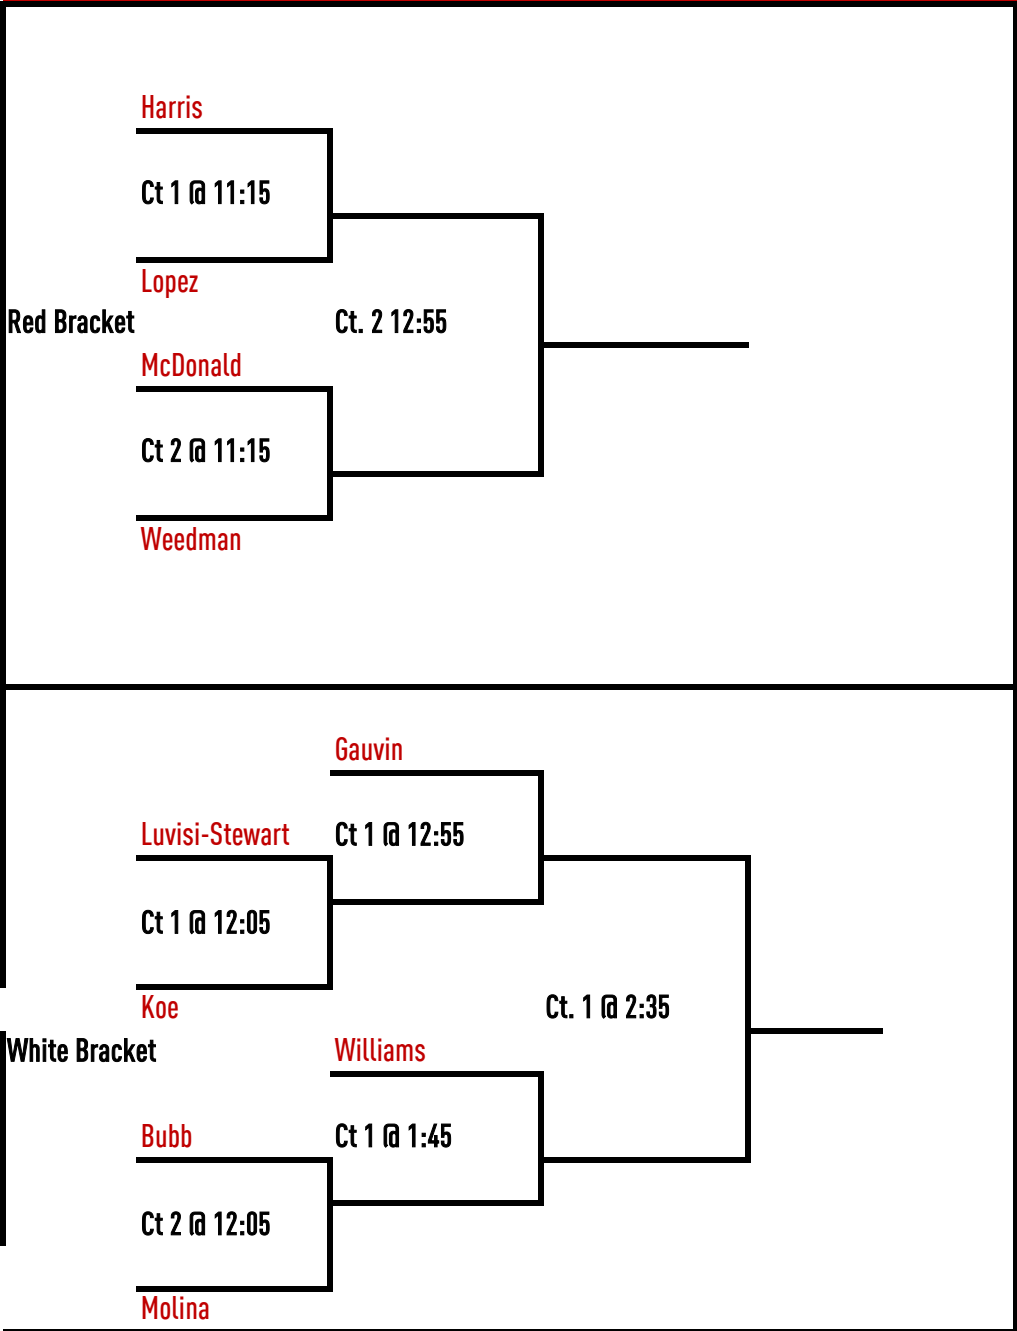 Harris
Ct 1 @ 11:15
Lopez
Red Bracket
Ct. 2 12:55
McDonald
Ct 2 @ 11:15
Weedman
Gauvin
Luvisi-Stewart
Ct 1 @ 12:55
Ct 1 @ 12:05
Koe
Ct. 1 @ 2:35
White Bracket
Williams
Bubb
Ct 1 @ 1:45
Ct 2 @ 12:05
Molina